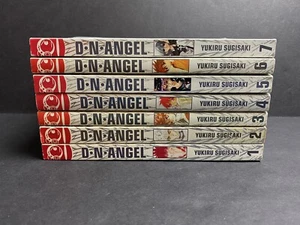 D·N·ANGEL YUKIRU SUGISAKI 7
D·N·ANGEL YUKIRU SUGISAKI 6
D·N·ANGEL YUKIRU SUGISAKI 5
D·N·ANGEL YUKIRU SUGISAKI 4
D·N·ANGEL YUKIRU SUGISAKI 3
D·N·ANGEL YUKIRU SUGISAKI 2
D·N·ANGEL YUKIRU SUGISAKI 1